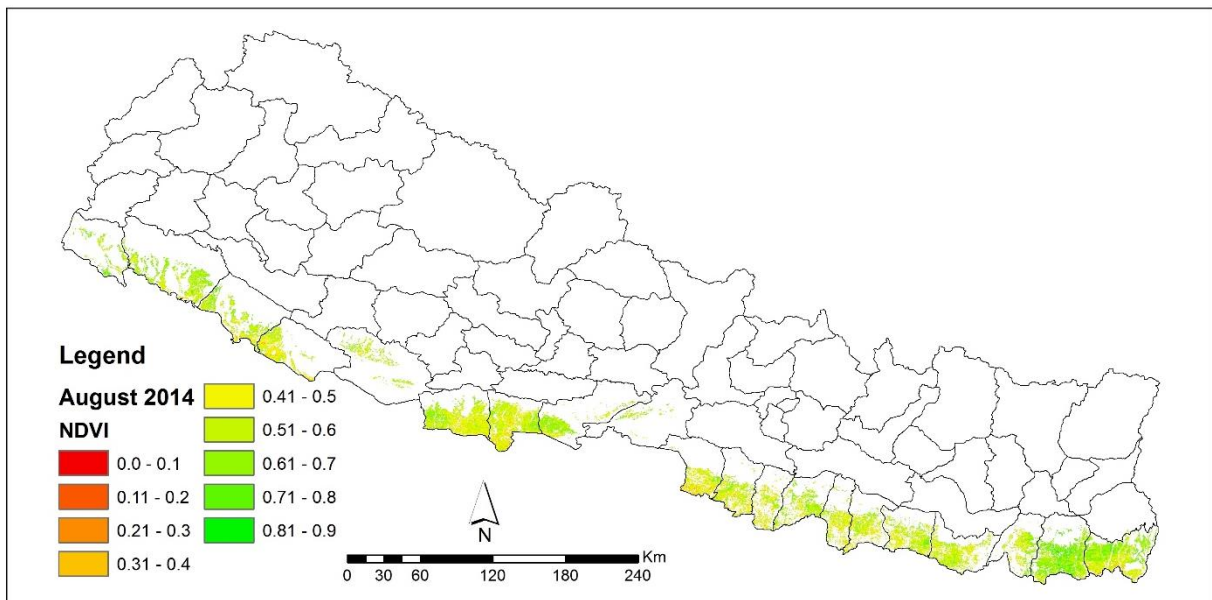 Legend
August 2014
NDVI
0.0 - 0.1
0.11 - 0.2
0.21 - 0.3
0.31 - 0.4
0.41 - 0.5
0.51 - 0.6
0.61 - 0.7
0.71 - 0.8
0.81 - 0.9
N
Km
0 30 60 120 180 240